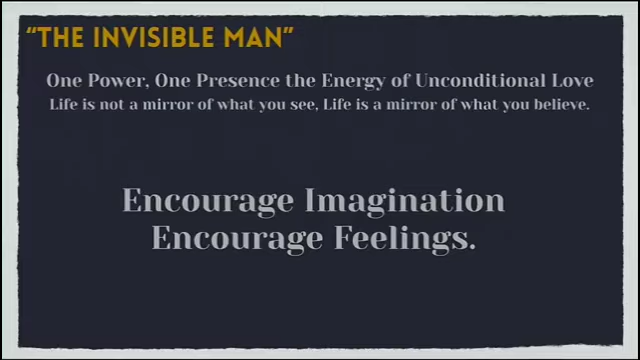 “THE INVISIBLE MAN”
One Power, One Presence the Energy of Unconditional Love
Life is not a mirror of what you see, Life is a mirror of what you believe.
Encourage Imagination
Encourage Feelings.